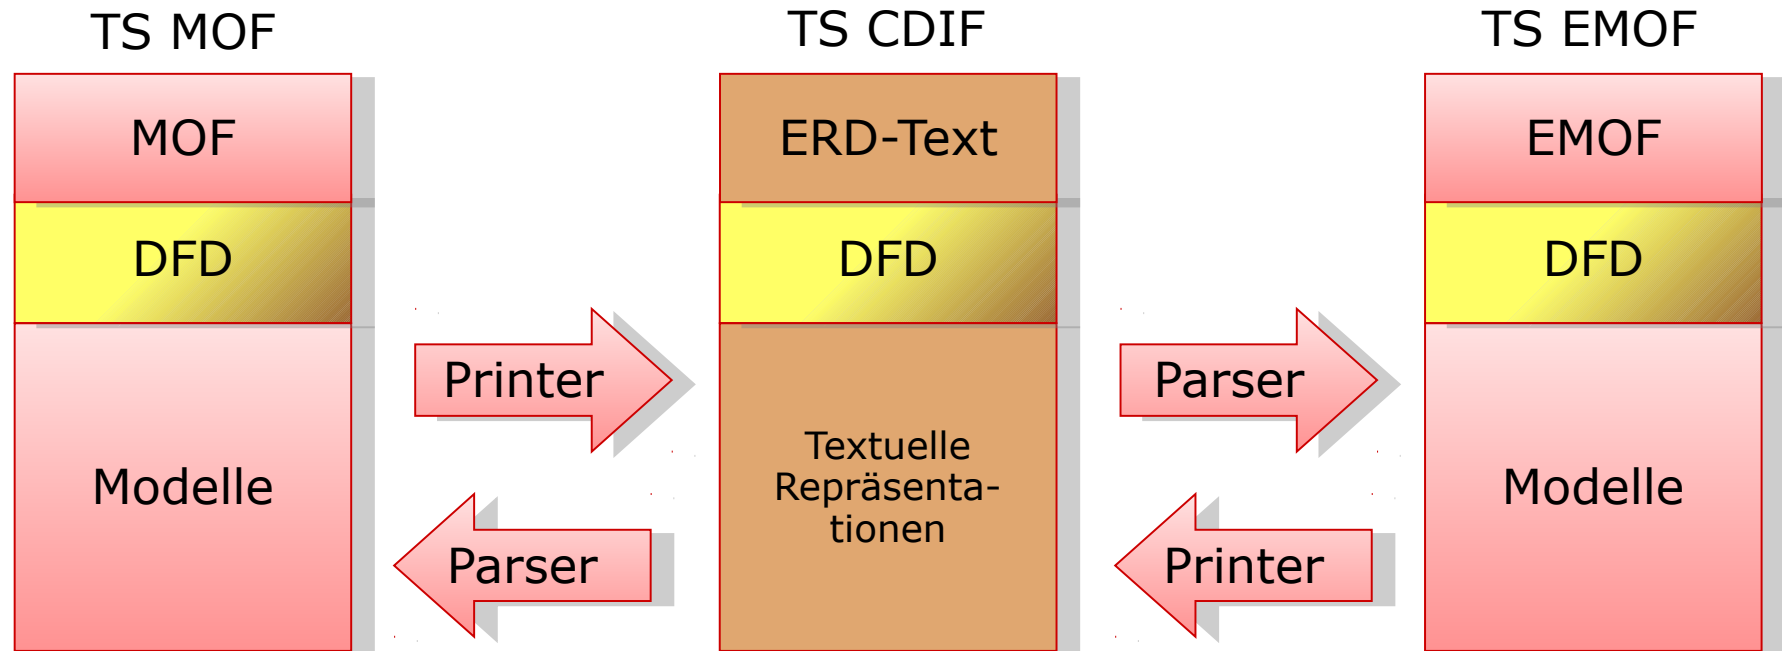 TS MOF
TS CDIF
TS EMOF
MOF
ERD-Text
EMOF
DFD
DFD
DFD
Printer
Parser
Modelle
Textuelle
Repräsenta-
tionen
Modelle
Parser
Printer